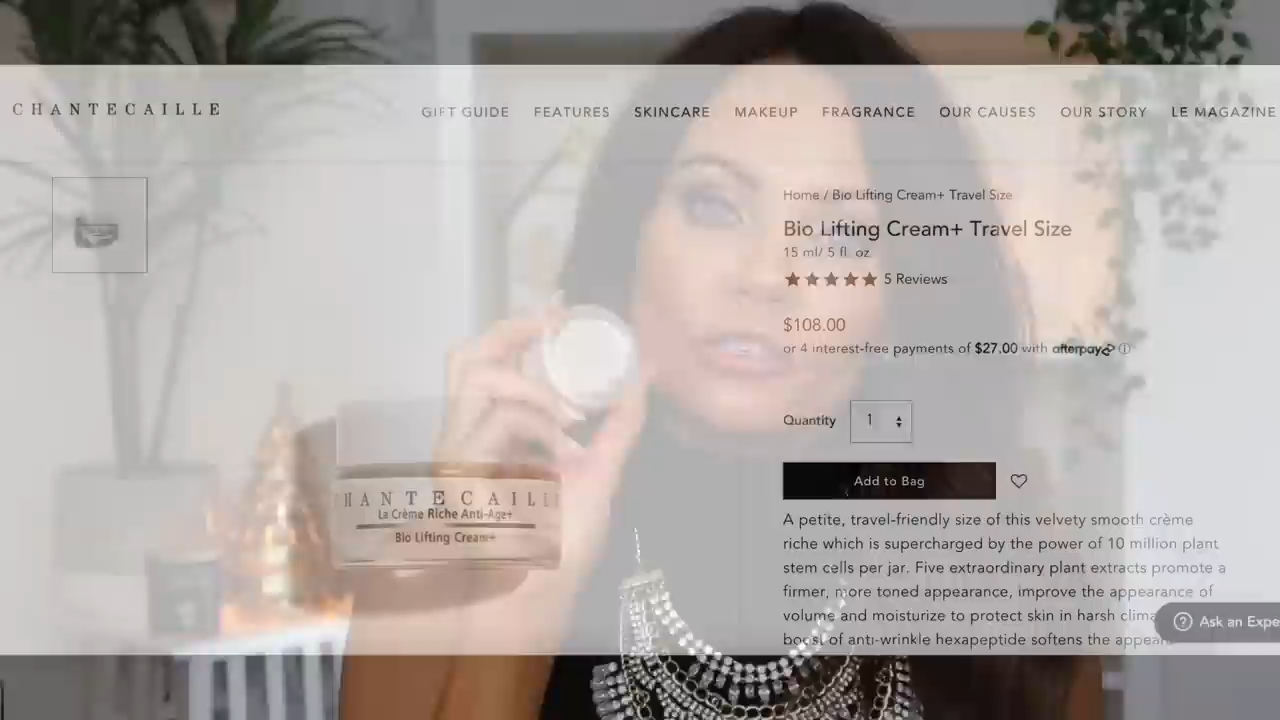 CHANTECAILLE
GIFT GUIDE FEATURES SKINCARE MAKEUP FRAGRANCE OUR CAUSES OUR STORY LE MAGAZINE
Home / Bio Lifting Cream+ Travel Size
Bio Lifting Cream+ Travel Size
15 ml/ 5 fl. oz.
5 Reviews
$108.00
or 4 interest-free payments of $27.00 with afterpay
Quantity 1
Add to Bag
A petite, travel-friendly size of this velvety smooth crème
riche which is supercharged by the power of 10 million plant
stem cells per jar. Five extraordinary plant extracts promote a
firmer, more toned appearance, improve the appearance of
volume and moisturize to protect skin in harsh clima
boost of anti-wrinkle hexapeptide softens the appear
? Ask an Expe
HANTECAILL
La Crème Riche Anti-Age+
Bio Lifting Cream+